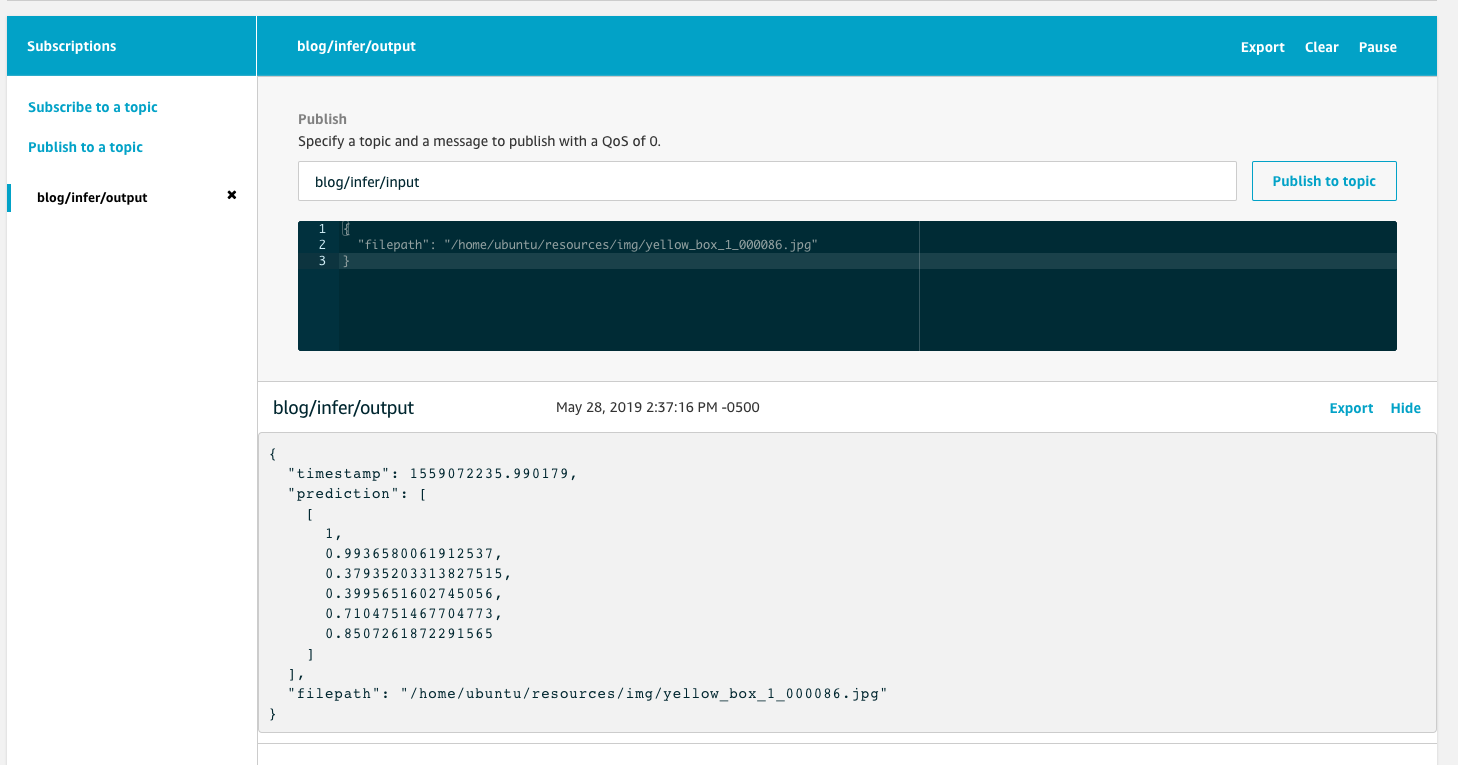 Subscriptions
blog/infer/output
Export Clear Pause
Subscribe to a topic
Publish to a topic
blog/infer/output ×
Publish
Specify a topic and a message to publish with a QoS of 0.
blog/infer/input
Publish to topic
1 {
2 "filepath": "/home/ubuntu/resources/img/yellow_box_1_000086.jpg"
3 }
blog/infer/output May 28, 2019 2:37:16 PM -0500 Export Hide
{
"timestamp": 1559072235.990179,
"prediction": [
[
1,
0.9936580061912537,
0.37935203313827515,
0.3995651602745056,
0.7104751467704773,
0.8507261872291565
]
],
"filepath": "/home/ubuntu/resources/img/yellow_box_1_000086.jpg"
}